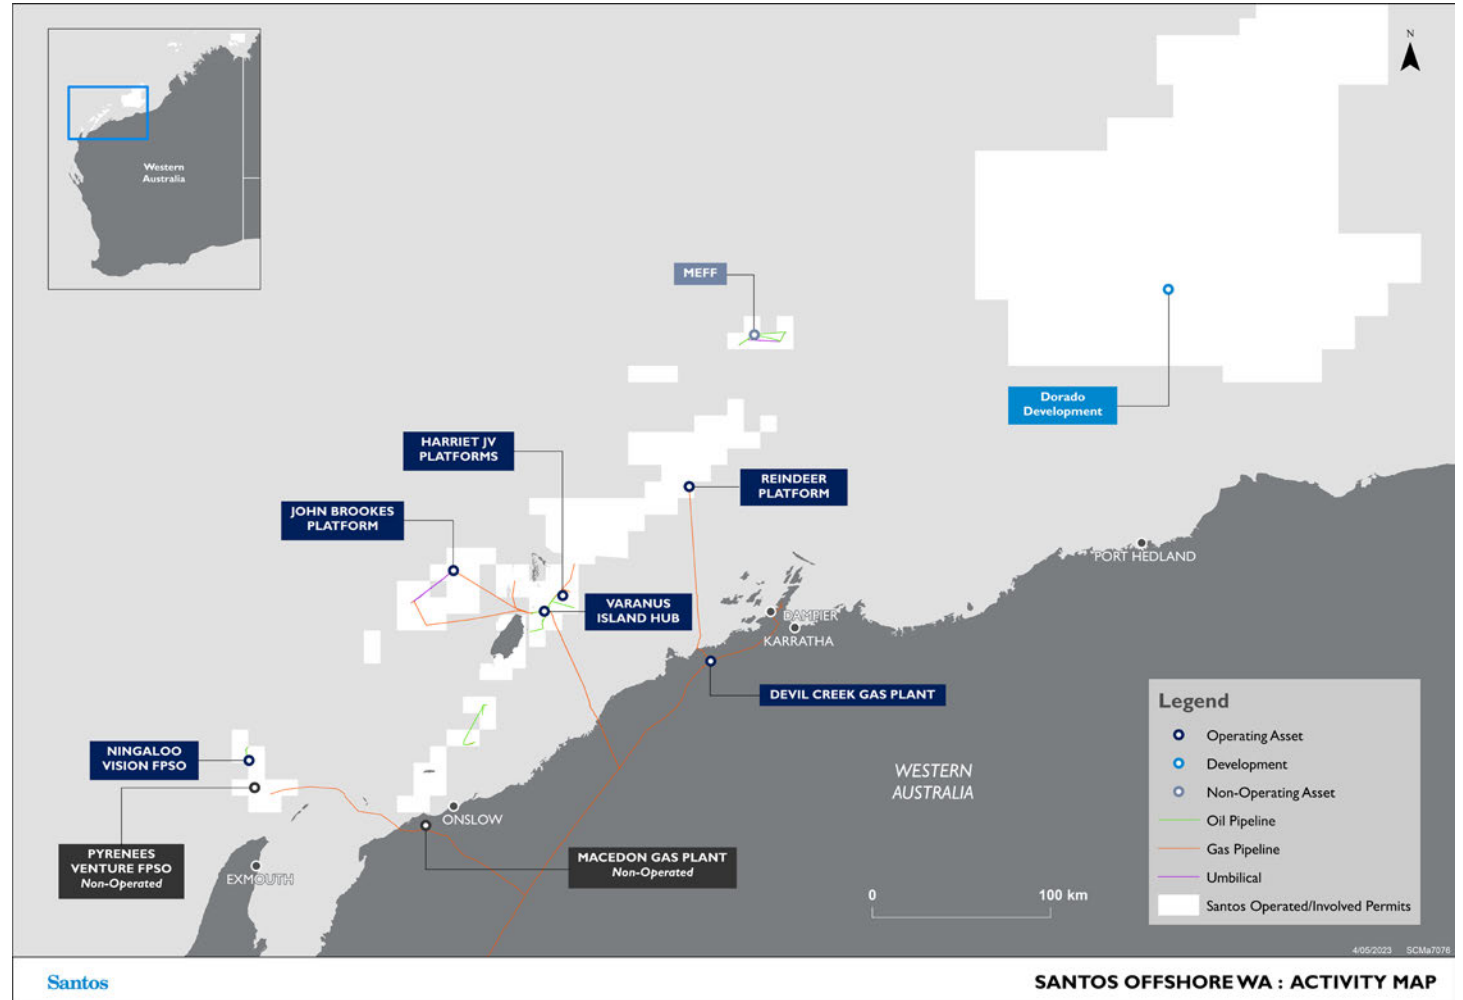 N
Western
Australia
MEFF
Dorado
Development
HARRIET JV
PLATFORMS
REINDEER
PLATFORM
JOHN BROOKES
PLATFORM
PORT HEDLAND
VARANUS
ISLAND HUB
DAMPIER
KARRATHA
DEVIL CREEK GAS PLANT
NINGALOO
VISION FPSO
WESTERN
AUSTRALIA
ONSLOW
PYRENEES
VENTURE FPSO
Non-Operated
EXMOUTH
MACEDON GAS PLANT
Non-Operated
0 100 km
Legend
Operating Asset
Development
Non-Operating Asset
Oil Pipeline
Gas Pipeline
Umbilical
Santos Operated/Involved Permits
4/05/2023 SCMa7076
Santos
SANTOS OFFSHORE WA : ACTIVITY MAP